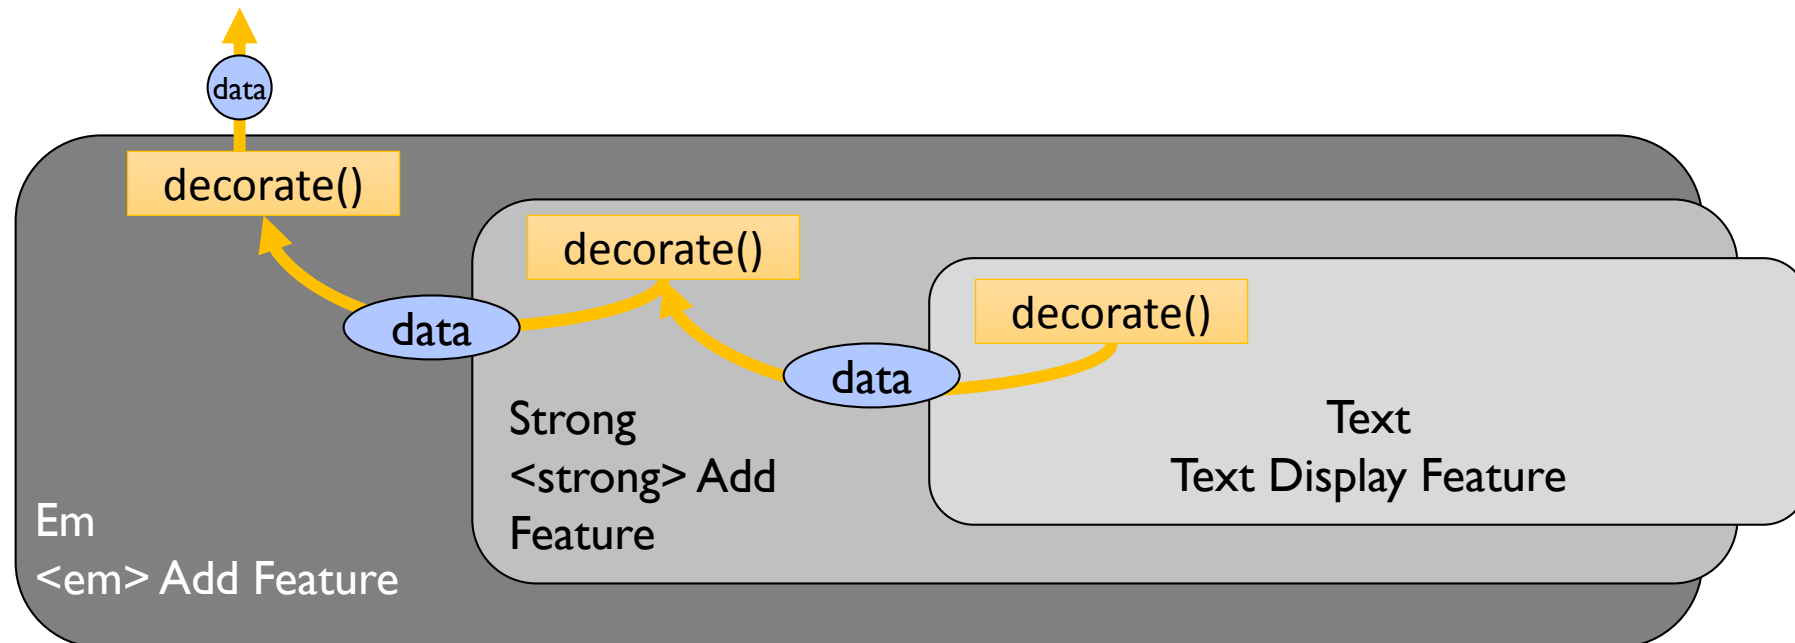 data
decorate()
decorate()
decorate()
data
data
Strong
<strong> Add
Feature
Text
Text Display Feature
Em
<em> Add Feature